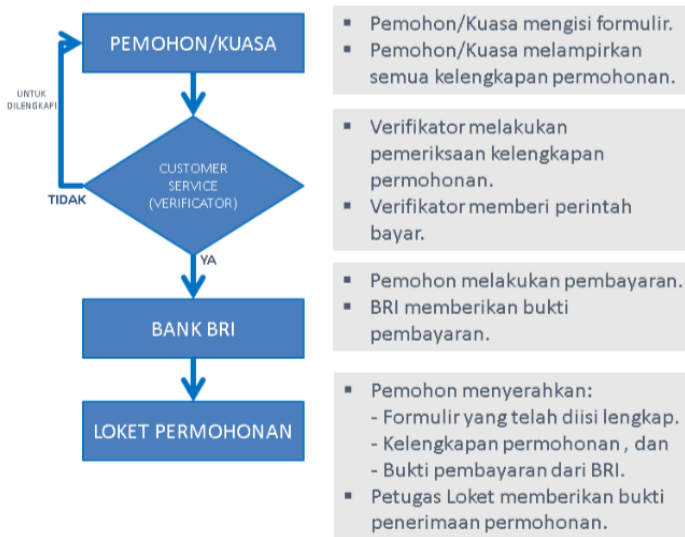 PEMOHON/KUASA
▪ Pemohon/Kuasa mengisi formulir.
▪ Pemohon/Kuasa melampirkan
semua kelengkapan permohonan.
UNTUK
DILENGKAPI
CUSTOMER
SERVICE
(VERIFICATOR)
TIDAK
YA
▪ Verifikator melakukan
pemeriksaan kelengkapan
permohonan.
▪ Verifikator memberi perintah
bayar.
BANK BRI
▪ Pemohon melakukan pembayaran.
▪ BRI memberikan bukti
pembayaran.
LOKET PERMOHONAN
▪ Pemohon menyerahkan:
- Formulir yang telah diisi lengkap.
- Kelengkapan permohonan , dan
- Bukti pembayaran dari BRI.
▪ Petugas Loket memberikan bukti
penerimaan permohonan.